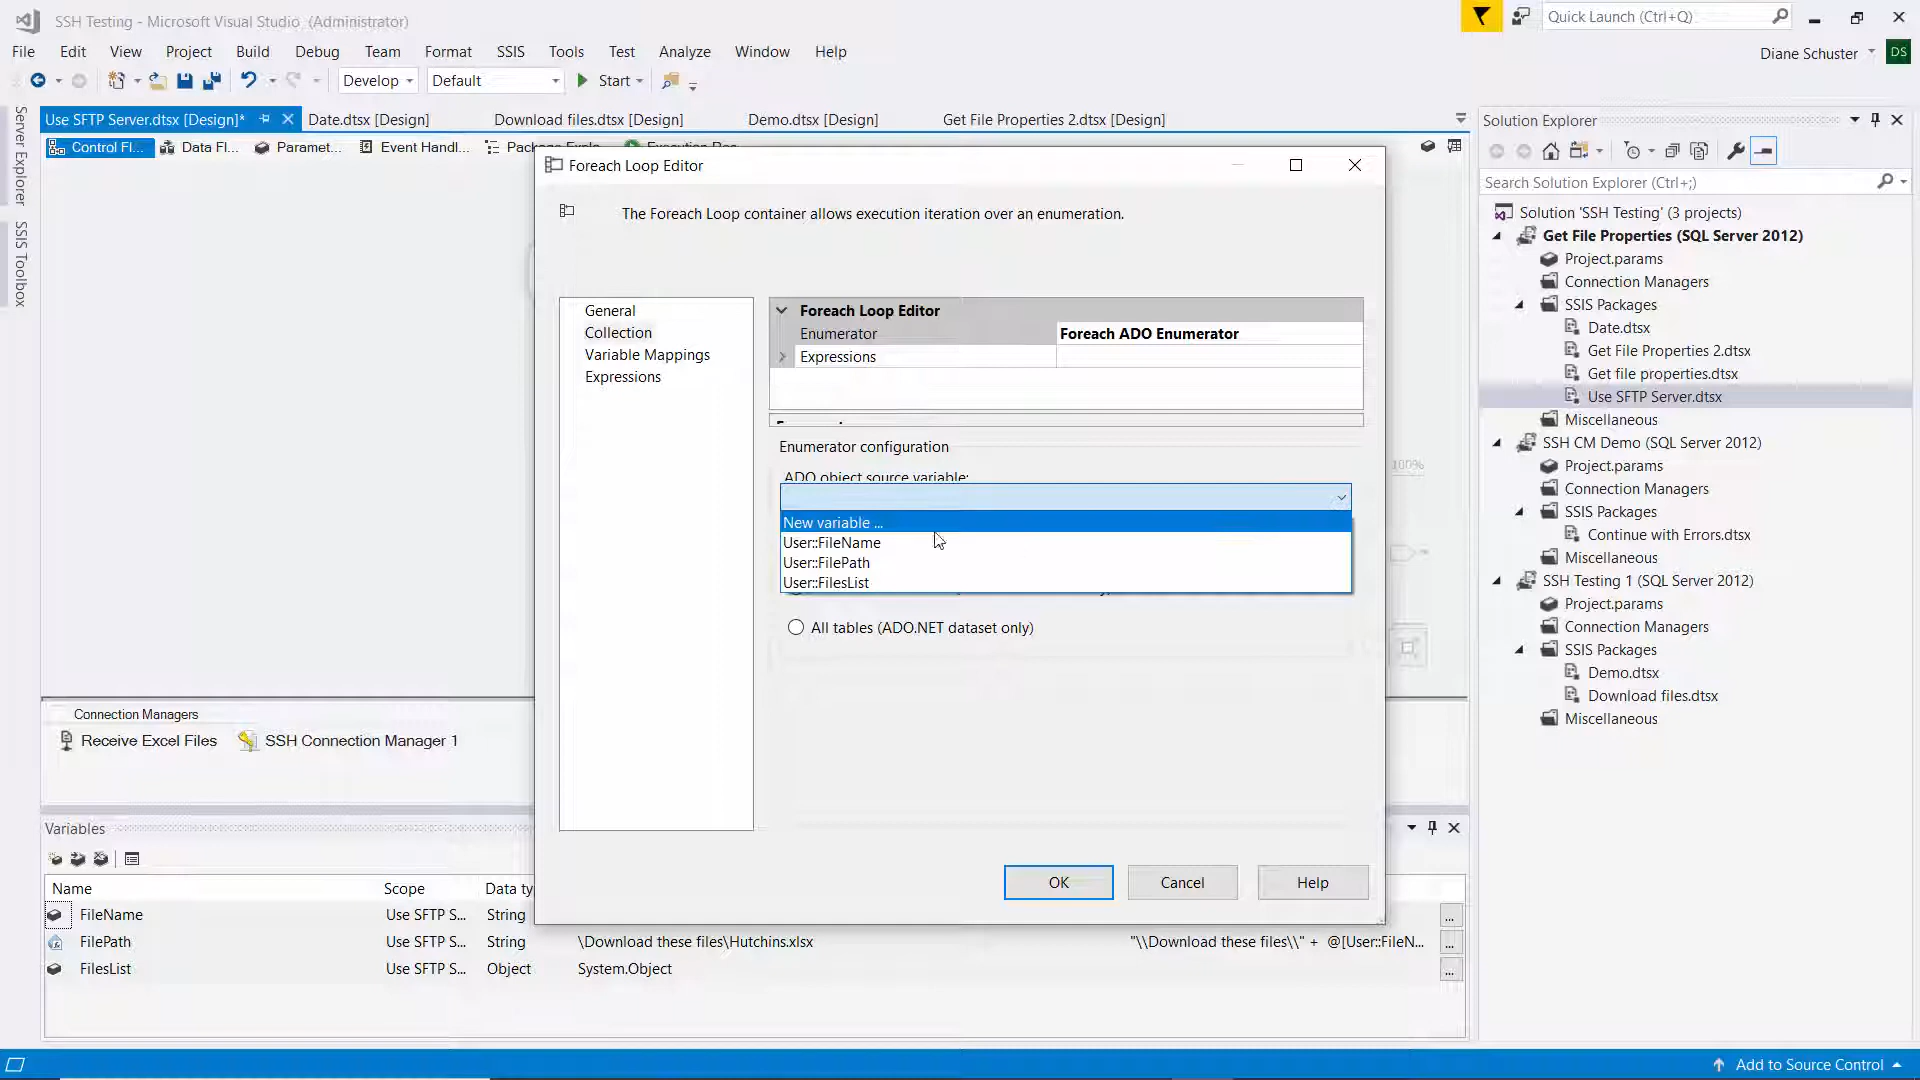 SSH Testing - Microsoft Visual Studio (Administrator)
Quick Launch (Ctrl+Q)
File Edit View Project Build Debug Team Format SSIS Tools Test Analyze Window Help
Diane Schuster DS
Develop Default Start
Server Explorer
SSIS Toolbox
Use SFTP Server.dtsx [Design]* Date.dtsx [Design] Download files.dtsx [Design] Demo.dtsx [Design] Get File Properties 2.dtsx [Design]
Control Fl... Data Fl... Paramet... Event Handl...
Foreach Loop Editor
The Foreach Loop container allows execution iteration over an enumeration.
General
Collection
Variable Mappings
Expressions
Foreach Loop Editor
Enumerator Foreach ADO Enumerator
Expressions
Enumerator configuration
ADO object source variable:
New variable ...
User::FileName
User::FilePath
User::FilesList
All tables (ADO.NET dataset only)
OK Cancel Help
100%
Connection Managers
Receive Excel Files SSH Connection Manager 1
Variables
Name Scope Data ty
FileName Use SFTP S... String ...
FilePath Use SFTP S... String \Download these files\Hutchins.xlsx "\\Download these files\\" + @[User::FileN... ...
FilesList Use SFTP S... Object System.Object ...
Solution Explorer
Search Solution Explorer (Ctrl+;)
Solution 'SSH Testing' (3 projects)
Get File Properties (SQL Server 2012)
Project.params
Connection Managers
SSIS Packages
Date.dtsx
Get File Properties 2.dtsx
Get file properties.dtsx
Use SFTP Server.dtsx
Miscellaneous
SSH CM Demo (SQL Server 2012)
Project.params
Connection Managers
SSIS Packages
Continue with Errors.dtsx
Miscellaneous
SSH Testing 1 (SQL Server 2012)
Project.params
Connection Managers
SSIS Packages
Demo.dtsx
Download files.dtsx
Miscellaneous
Add to Source Control